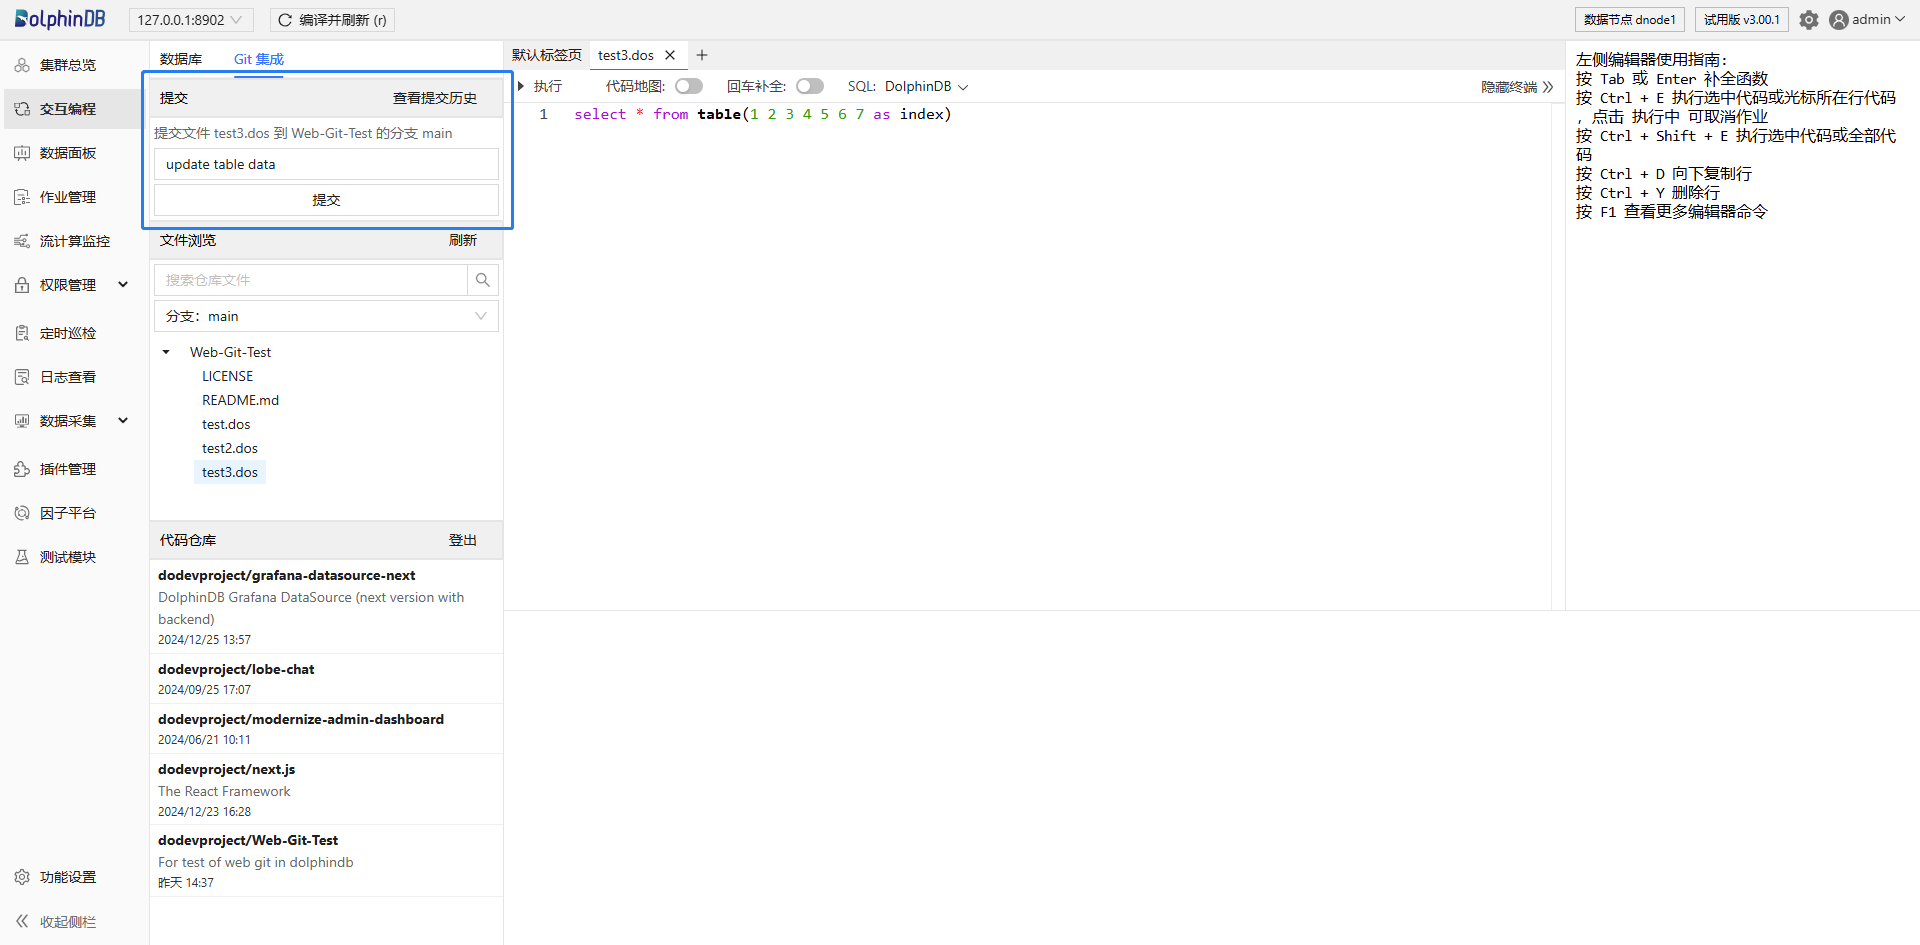 DolphinDB
127.0.0.1:8902
编译并刷新 (r)
数据节点 dnode1
试用版 v3.00.1
admin
集群总览
交互编程
数据面板
作业管理
流计算监控
权限管理
定时巡检
日志查看
数据采集
插件管理
因子平台
测试模块
功能设置
收起侧栏
数据库
Git 集成
提交
查看提交历史
提交文件 test3.dos 到 Web-Git-Test 的分支 main
update table data
提交
文件浏览
刷新
搜索仓库文件
分支: main
Web-Git-Test
LICENSE
README.md
test.dos
test2.dos
test3.dos
代码仓库
登出
dodevproject/grafana-datasource-next
DolphinDB Grafana DataSource (next version with
backend)
2024/12/25 13:57
dodevproject/lobe-chat
2024/09/25 17:07
dodevproject/modernize-admin-dashboard
2024/06/21 10:11
dodevproject/next.js
The React Framework
2024/12/23 16:28
dodevproject/Web-Git-Test
For test of web git in dolphindb
昨天 14:37
默认标签页
test3.dos
执行
代码地图:
回车补全:
SQL: DolphinDB
隐藏终端
1 select * from table(1 2 3 4 5 6 7 as index)
左侧编辑器使用指南:
按 Tab 或 Enter 补全函数
按 Ctrl + E 执行选中代码或光标所在行代码
, 点击 执行中 可取消作业
按 Ctrl + Shift + E 执行选中代码或全部代
码
按 Ctrl + D 向下复制行
按 Ctrl + Y 删除行
按 F1 查看更多编辑器命令